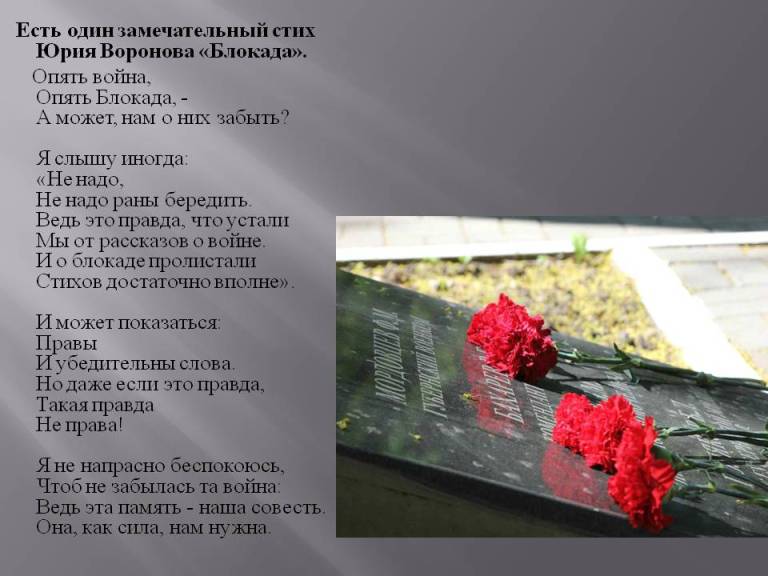 Есть один замечательный стих
Юрия Воронова «Блокада».
Опять война,
Опять Блокада, -
А может, нам о них забыть?
Я слышу иногда:
«Не надо,
Не надо раны бередить.
Ведь это правда, что устали
Мы от рассказов о войне.
И о блокаде пролистали
Стихов достаточно вполне».
И может показаться:
Правы
И убедительны слова.
Но даже если это правда,
Такая правда
Не права!
Я не напрасно беспокоюсь,
Чтоб не забылась та война:
Ведь эта память - наша совесть.
Она, как сила, нам нужна.
МОРДОВЦЕВ Ф.М.